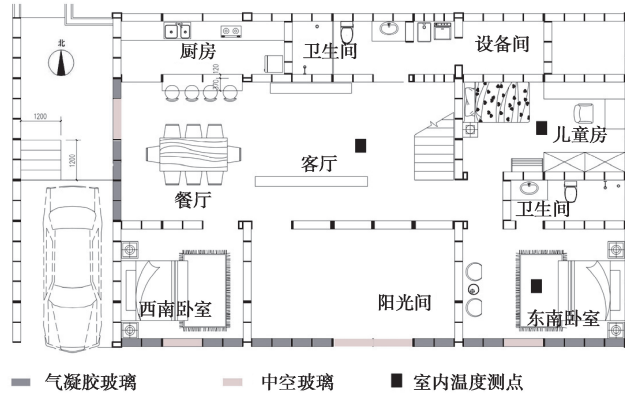 北
厨房
卫生间
设备间
120
370
1200
1200
儿童房
客厅
餐厅
卫生间
西南卧室
阳光间
东南卧室
气凝胶玻璃
中空玻璃
室内温度测点